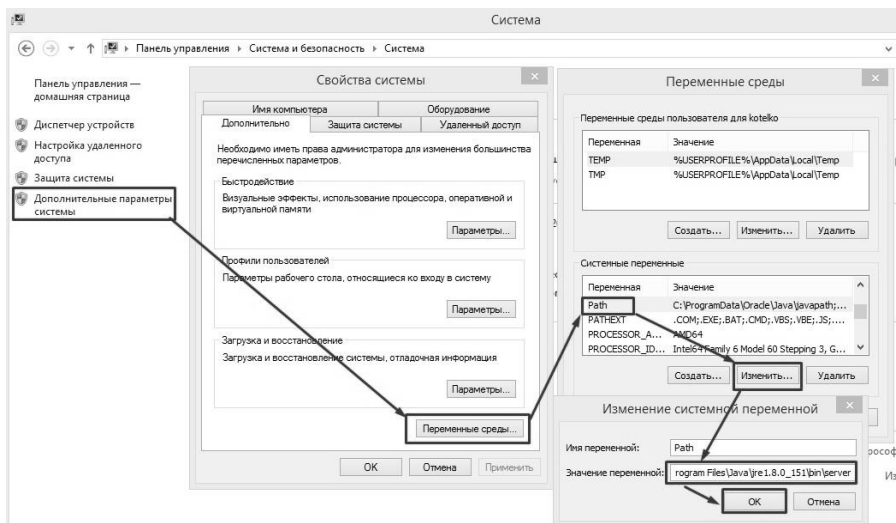 Система
Панель управления › Система и безопасность › Система
Панель управления —
домашняя страница
Диспетчер устройств
Настройка удаленного
доступа
Защита системы
Дополнительные параметры
системы
Свойства системы
Имя компьютера
Оборудование
Дополнительно
Защита системы
Удаленный доступ
Необходимо иметь права администратора для изменения большинства
перечисленных параметров.
Быстродействие
Визуальные эффекты, использование процессора, оперативной и
виртуальной памяти
Параметры...
Профили пользователей
Параметры рабочего стола, относящиеся ко входу в систему
Параметры...
Загрузка и восстановление
Загрузка и восстановление системы, отладочная информация
Параметры...
Переменные среды...
ОК
Отмена
Применить
Переменные среды
Переменные среды пользователя для kotelko
Переменная Значение
TEMP %USERPROFILE%\AppData\Local\Temp
TMP %USERPROFILE%\AppData\Local\Temp
Создать...
Изменить...
Удалить
Системные переменные
Переменная Значение
Path C:\ProgramData\Oracle\Java\javapath;...
PATHEXT .COM;.EXE;.BAT;.CMD;.VBS;.VBE;.JS;....
PROCESSOR_A... AMD64
PROCESSOR_ID... Intel64 Family 6 Model 60 Stepping 3, G...
Создать...
Изменить...
Удалить
Изменение системной переменной
Имя переменной: Path
Значение переменной: rogram Files\Java\jre1.8.0_151\bin\server
ОК
Отмена